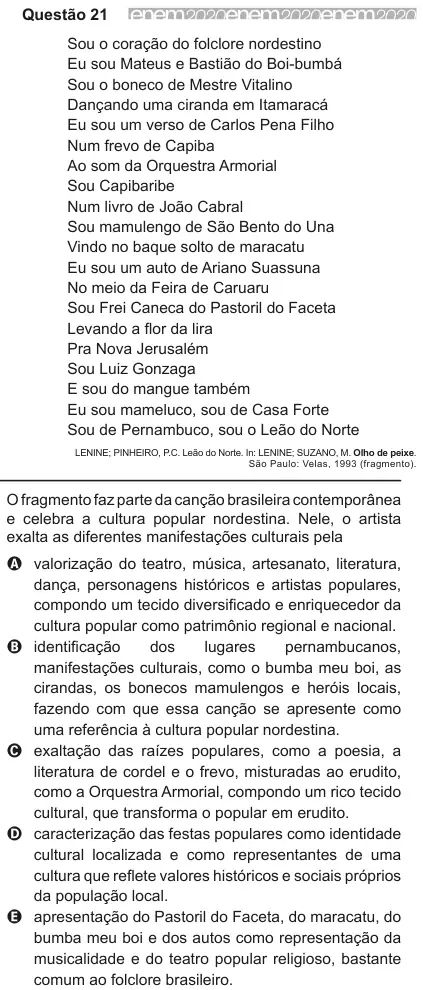 Questão 21 enem2020enem2020enem2020
Sou o coração do folclore nordestino
Eu sou Mateus e Bastião do Boi-bumbá
Sou o boneco de Mestre Vitalino
Dançando uma ciranda em Itamaracá
Eu sou um verso de Carlos Pena Filho
Num frevo de Capiba
Ao som da Orquestra Armorial
Sou Capibaribe
Num livro de João Cabral
Sou mamulengo de São Bento do Una
Vindo no baque solto de maracatu
Eu sou um auto de Ariano Suassuna
No meio da Feira de Caruaru
Sou Frei Caneca do Pastoril do Faceta
Levando a flor da lira
Pra Nova Jerusalém
Sou Luiz Gonzaga
E sou do mangue também
Eu sou mameluco, sou de Casa Forte
Sou de Pernambuco, sou o Leão do Norte
LENINE; PINHEIRO, P.C. Leão do Norte. In: LENINE; SUZANO, M. Olho de peixe.
São Paulo: Velas, 1993 (fragmento).
O fragmento faz parte da canção brasileira contemporânea
e celebra a cultura popular nordestina. Nele, o artista
exalta as diferentes manifestações culturais pela
A valorização do teatro, música, artesanato, literatura,
dança, personagens históricos e artistas populares,
compondo um tecido diversificado e enriquecedor da
cultura popular como patrimônio regional e nacional.
B identificação dos lugares pernambucanos,
manifestações culturais, como o bumba meu boi, as
cirandas, os bonecos mamulengos e heróis locais,
fazendo com que essa canção se apresente como
uma referência à cultura popular nordestina.
C exaltação das raízes populares, como a poesia, a
literatura de cordel e o frevo, misturadas ao erudito,
como a Orquestra Armorial, compondo um rico tecido
cultural, que transforma o popular em erudito.
D caracterização das festas populares como identidade
cultural localizada e como representantes de uma
cultura que reflete valores históricos e sociais próprios
da população local.
E apresentação do Pastoril do Faceta, do maracatu, do
bumba meu boi e dos autos como representação da
musicalidade e do teatro popular religioso, bastante
comum ao folclore brasileiro.